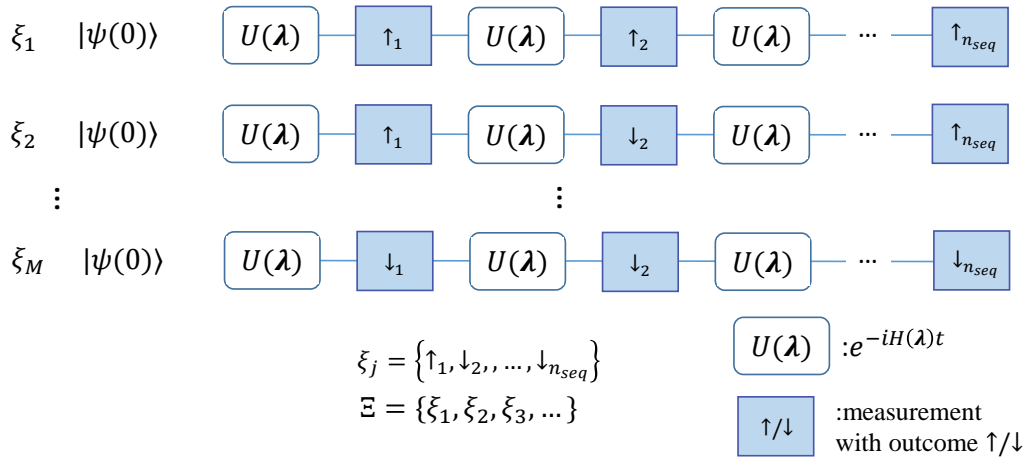 ξ₁ |ψ(0)⟩ U(λ) ↑₁ U(λ) ↑₂ U(λ) ... ↑ₙₛₑq
ξ₂ |ψ(0)⟩ U(λ) ↑₁ U(λ) ↓₂ U(λ) ... ↑ₙₛₑq
⋮ ⋮
ξ_M |ψ(0)⟩ U(λ) ↓₁ U(λ) ↓₂ U(λ) ... ↓ₙₛₑq
ξⱼ = {↑₁, ↓₂, , ... , ↓ₙₛₑq}
Ξ = {ξ₁, ξ₂, ξ₃, ... }
U(λ) :e^{-iH(λ)t}
↑/↓ :measurement
with outcome ↑/↓